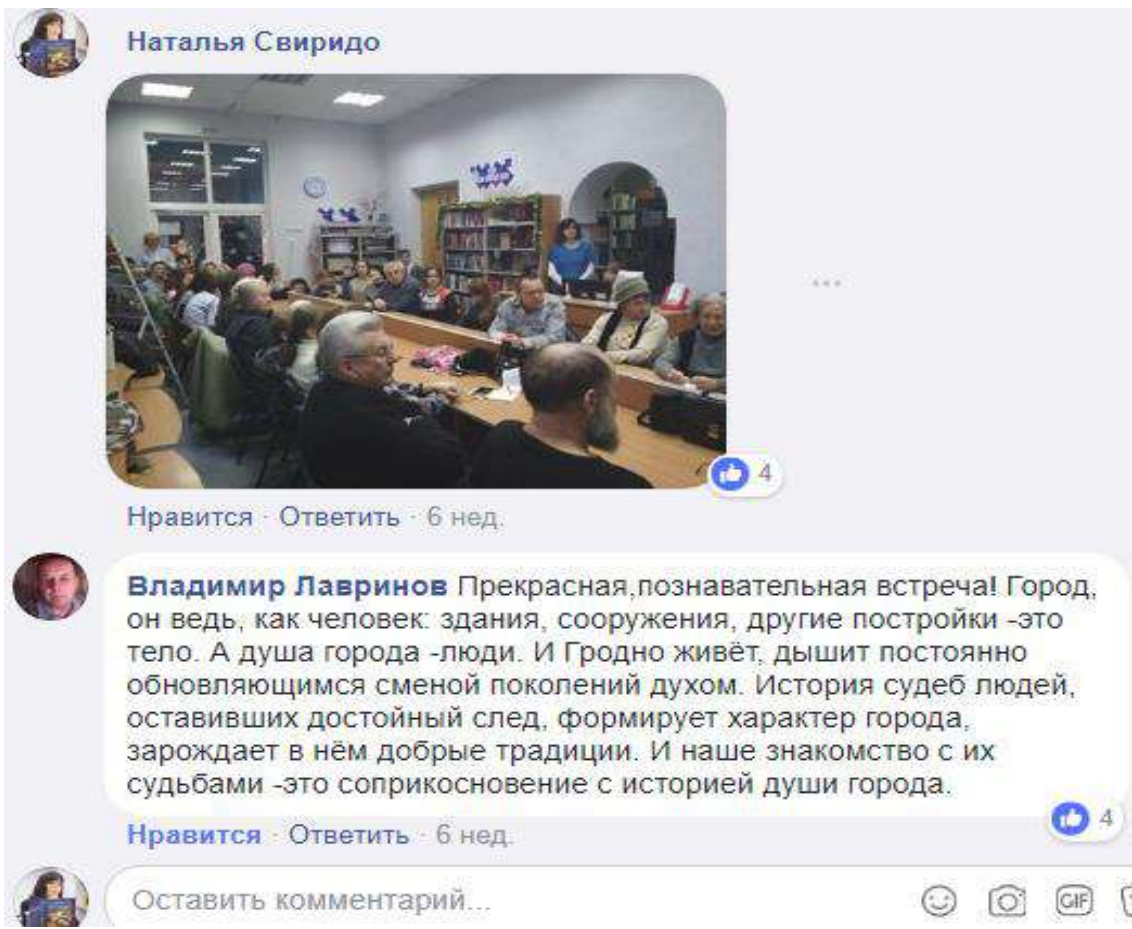 Наталья Свиридо
4
Нравится · Ответить · 6 нед.
Владимир Лавринов Прекрасная,познавательная встреча! Город,
он ведь, как человек: здания, сооружения, другие постройки -это
тело. А душа города -люди. И Гродно живёт, дышит постоянно
обновляющимся сменой поколений духом. История судеб людей,
оставивших достойный след, формирует характер города,
зарождает в нём добрые традиции. И наше знакомство с их
судьбами -это соприкосновение с историей души города.
4
Нравится · Ответить · 6 нед.
Оставить комментарий...
GIF